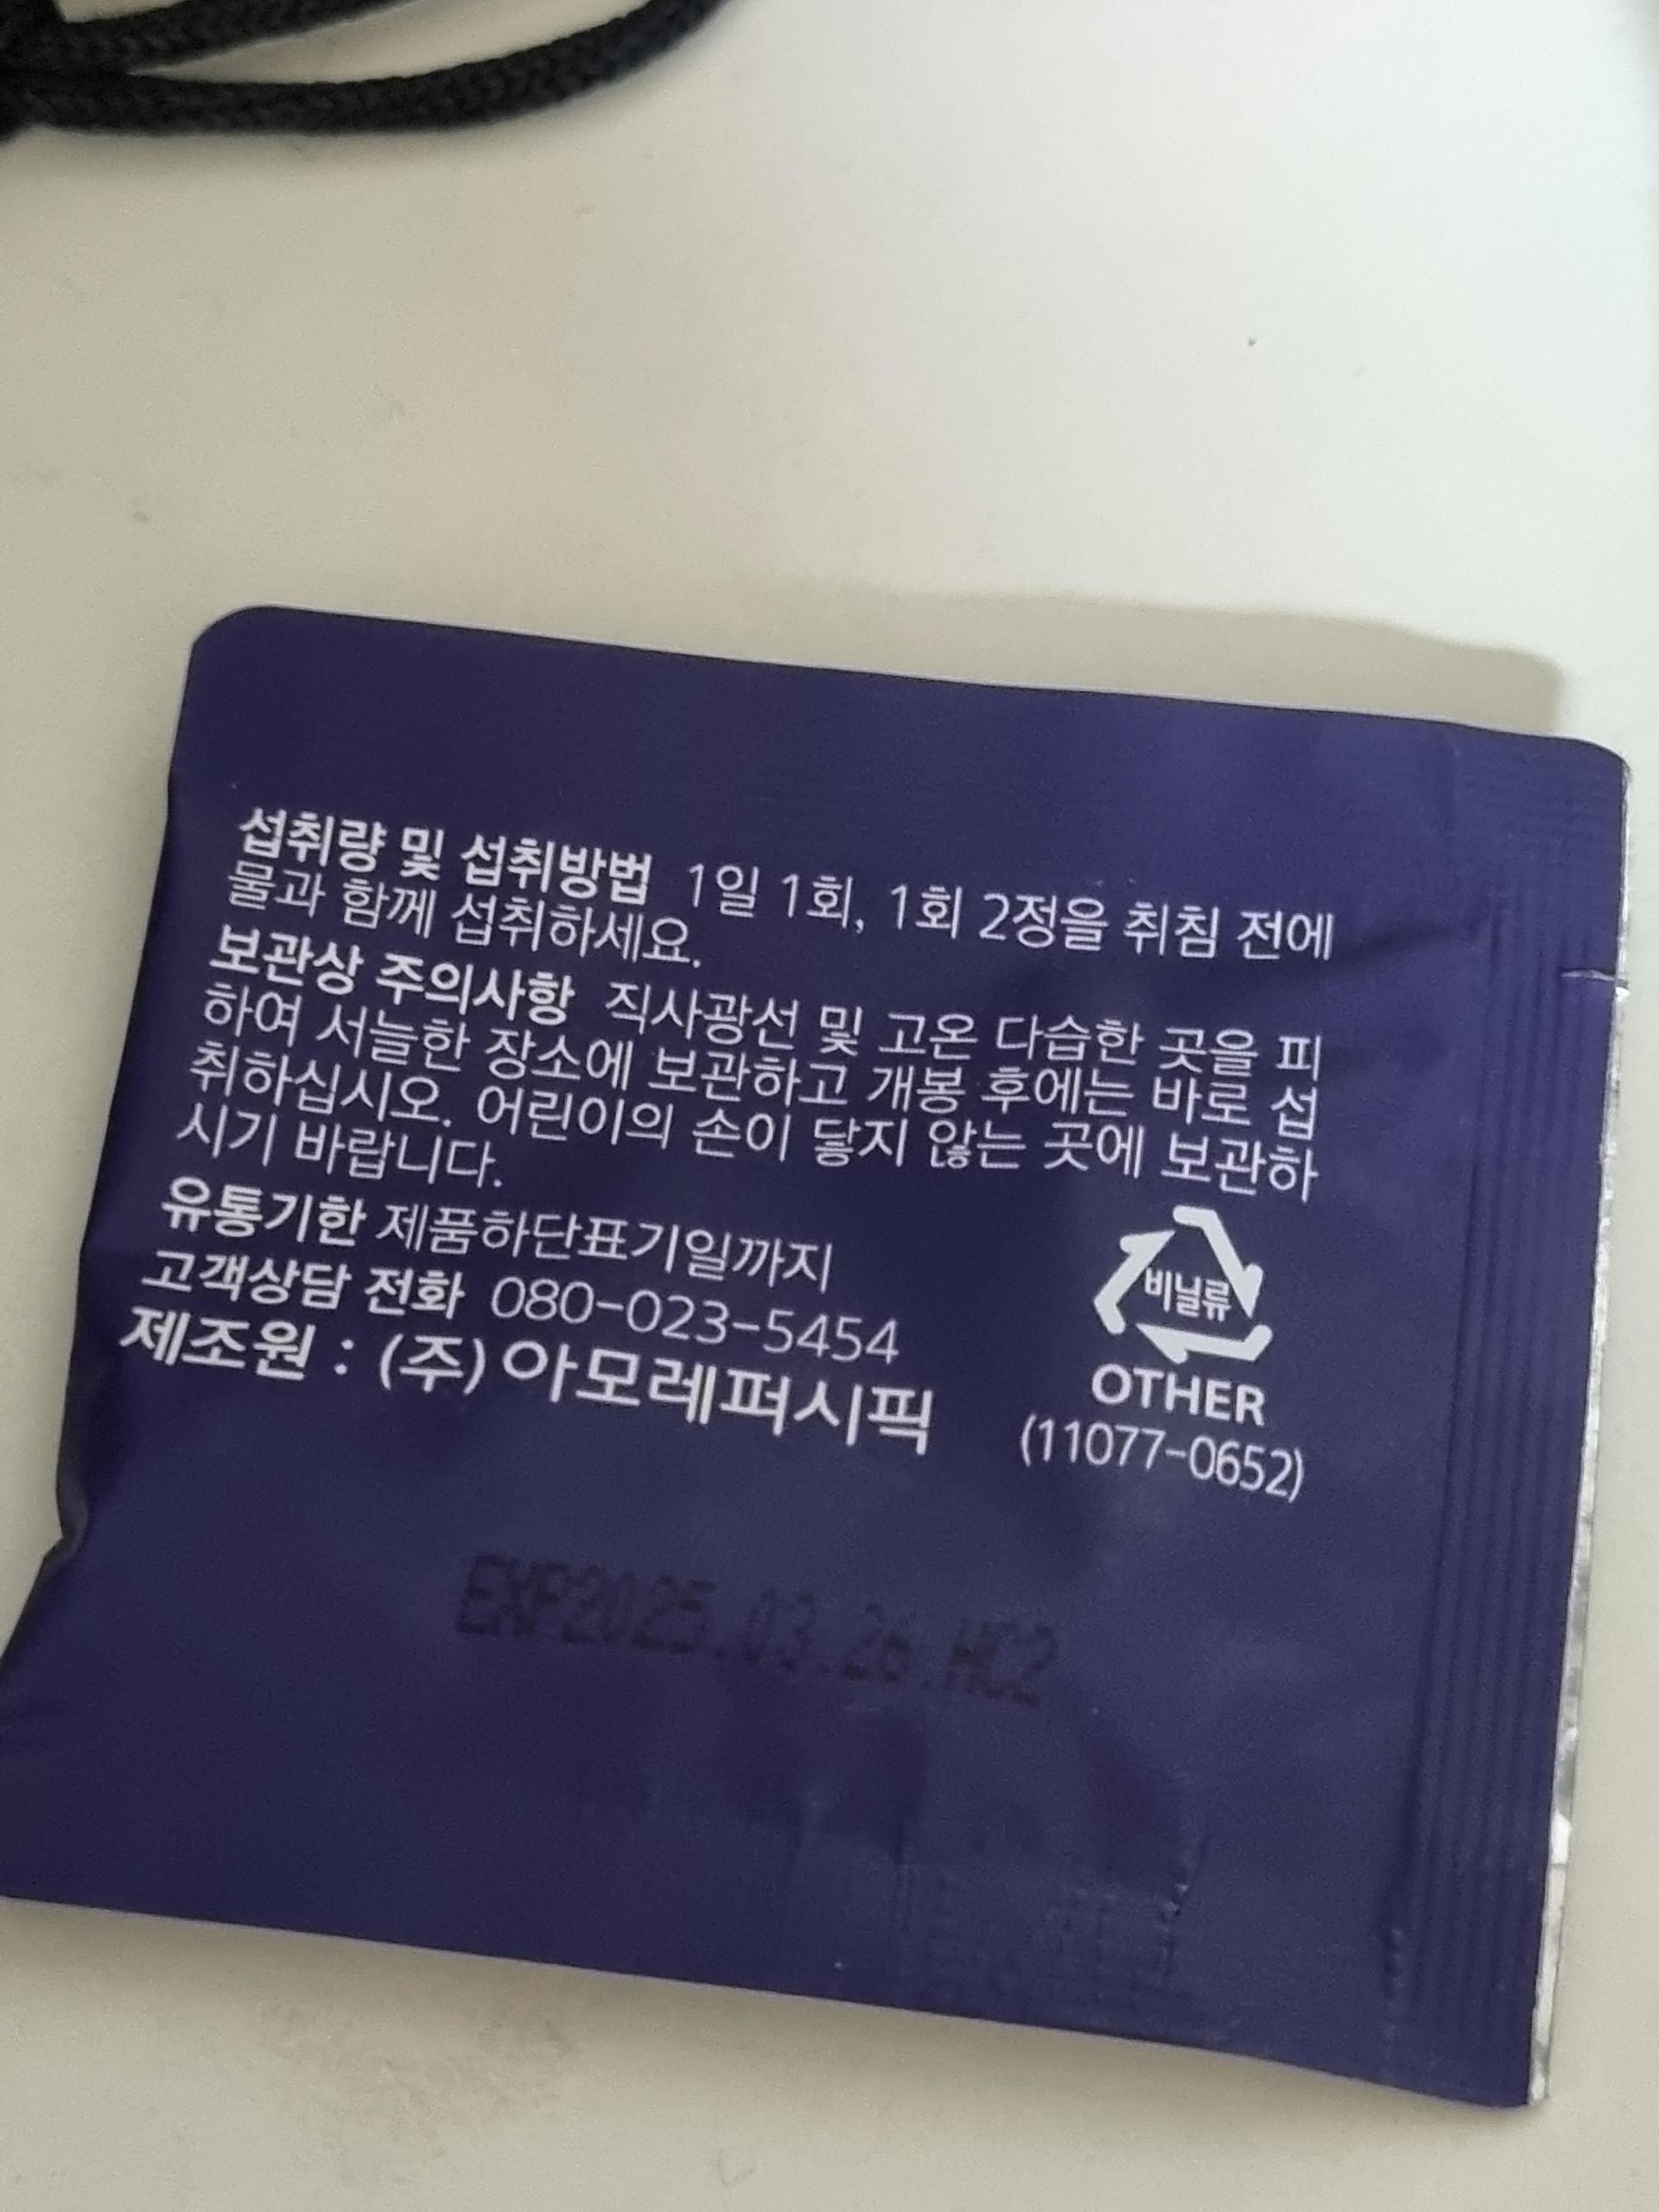 섭취량 및 섭취방법 1일 1회, 1회 2정을 취침 전에
물과 함께 섭취하세요.
보관상 주의사항 직사광선 및 고온 다습한 곳을 피
하여 서늘한 장소에 보관하고 개봉 후에는 바로 섭
취하십시오. 어린이의 손이 닿지 않는 곳에 보관하
시기 바랍니다.
유통기한 제품하단표기일까지
고객상담 전화 080-023-5454
제조원 : (주)아모레퍼시픽
비닐류
OTHER
(11077-0652)
EXP2025.03.26.HC2